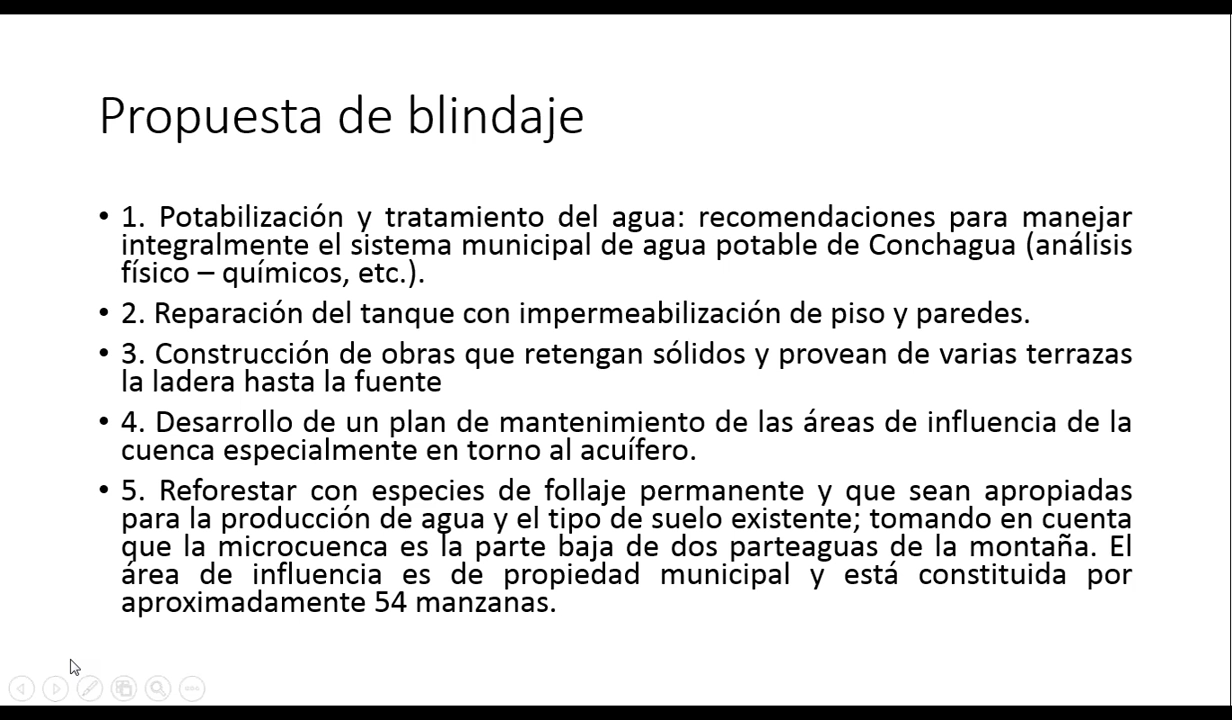 Propuesta de blindaje
• 1. Potabilización y tratamiento del agua: recomendaciones para manejar
integralmente el sistema municipal de agua potable de Conchagua (análisis
físico – químicos, etc.).
• 2. Reparación del tanque con impermeabilización de piso y paredes.
• 3. Construcción de obras que retengan sólidos y provean de varias terrazas
la ladera hasta la fuente
• 4. Desarrollo de un plan de mantenimiento de las áreas de influencia de la
cuenca especialmente en torno al acuífero.
• 5. Reforestar con especies de follaje permanente y que sean apropiadas
para la producción de agua y el tipo de suelo existente; tomando en cuenta
que la microcuenca es la parte baja de dos parteaguas de la montaña. El
área de influencia es de propiedad municipal y está constituida por
aproximadamente 54 manzanas.